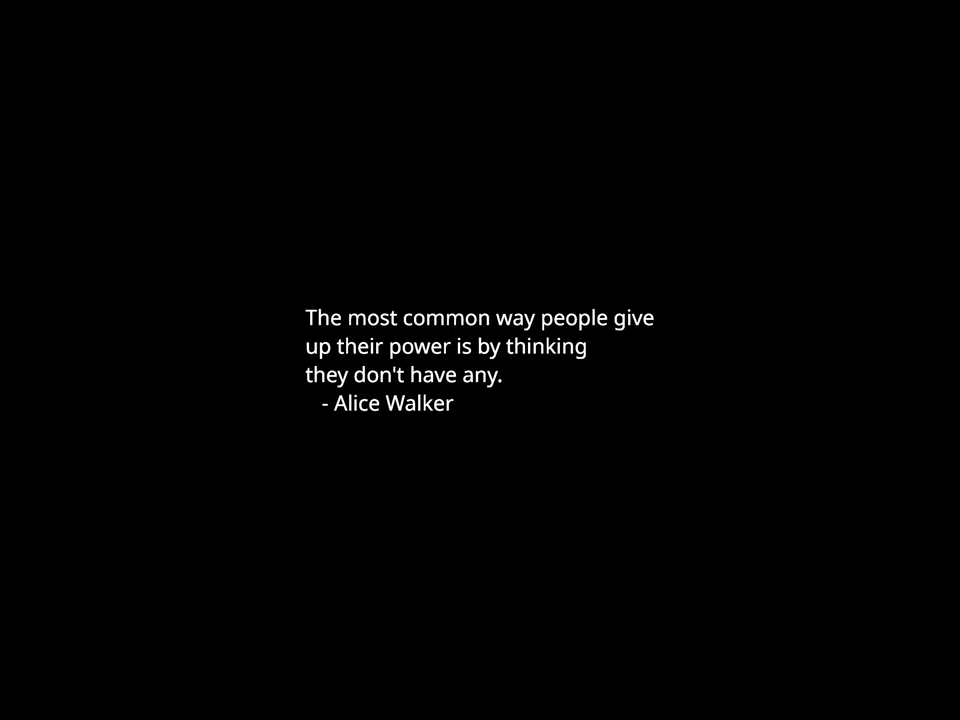 The most common way people give
up their power is by thinking
they don't have any.
- Alice Walker